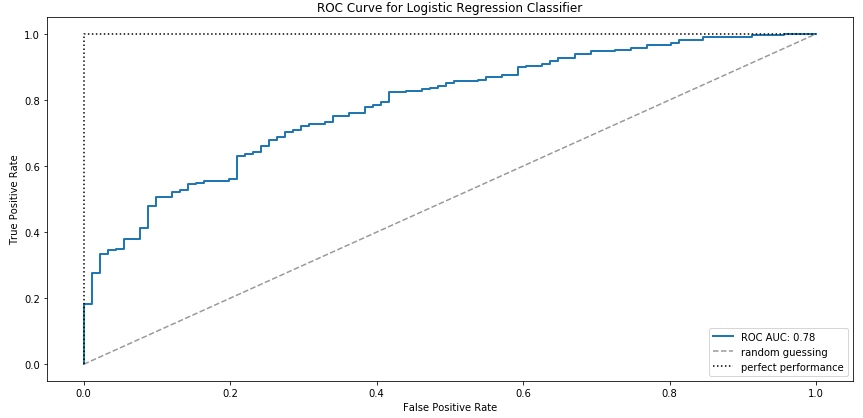 ROC Curve for Logistic Regression Classifier
True Positive Rate
1.0
0.8
0.6
0.4
0.2
0.0
0.0 0.2 0.4 0.6 0.8 1.0
False Positive Rate
ROC AUC: 0.78
random guessing
perfect performance